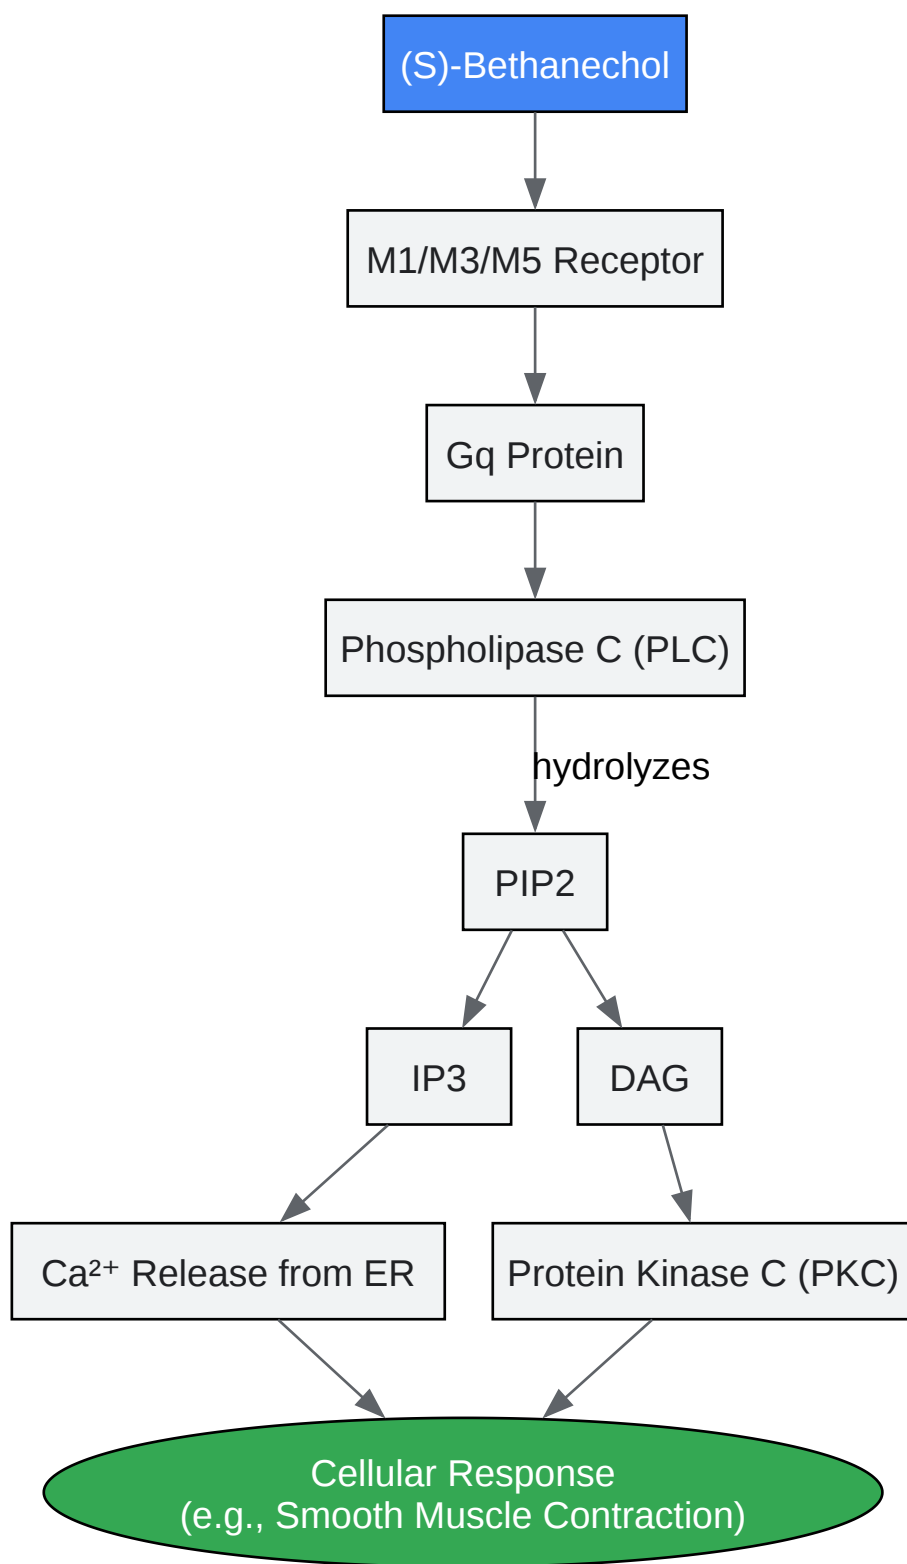 (S)-Bethanechol
M1/M3/M5 Receptor
Gq Protein
Phospholipase C (PLC)
hydrolyzes
PIP2
IP3
DAG
Ca²⁺ Release from ER
Protein Kinase C (PKC)
Cellular Response
(e.g., Smooth Muscle Contraction)